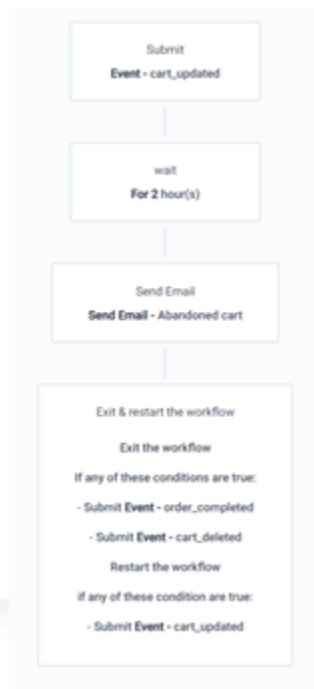 Submit
Event - cart_updated
wait
For 2 hour(s)
Send Email
Send Email - Abandoned cart
Exit & restart the workflow
Exit the workflow
If any of these conditions are true:
- Submit Event - order_completed
- Submit Event - cart_deleted
Restart the workflow
if any of these condition are true:
- Submit Event - cart_updated